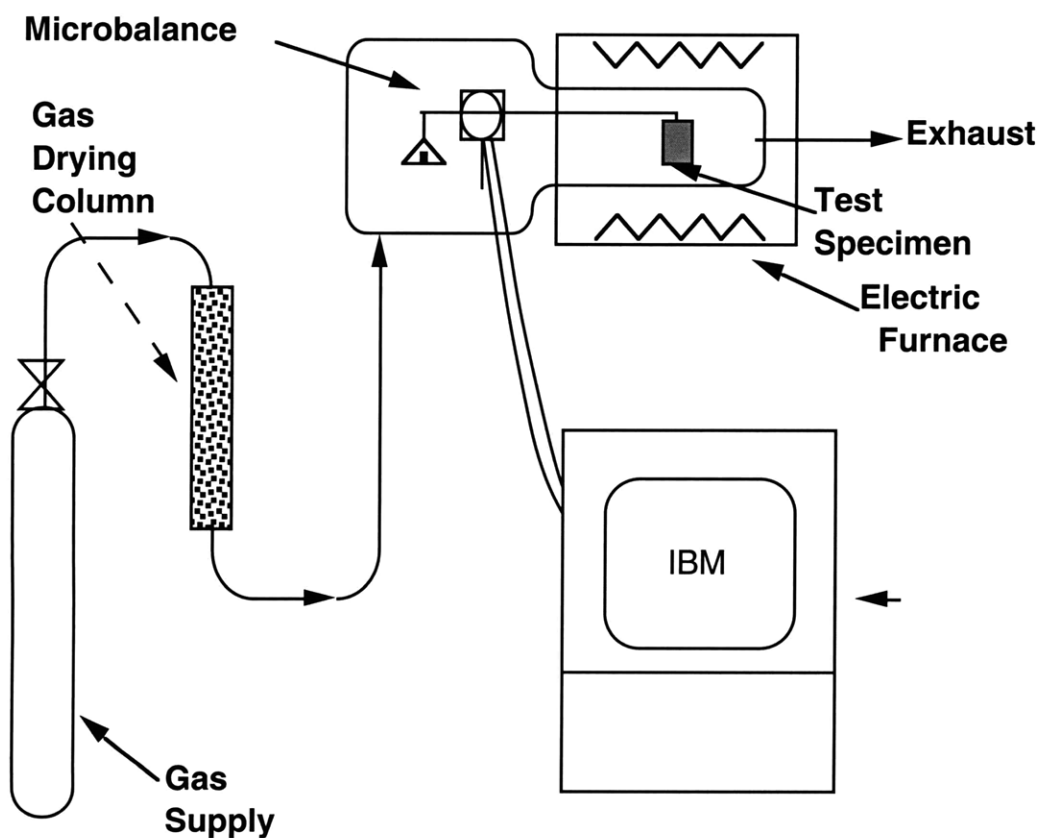 Microbalance
Gas
Drying
Column
Exhaust
Test
Specimen
Electric
Furnace
IBM
Gas
Supply